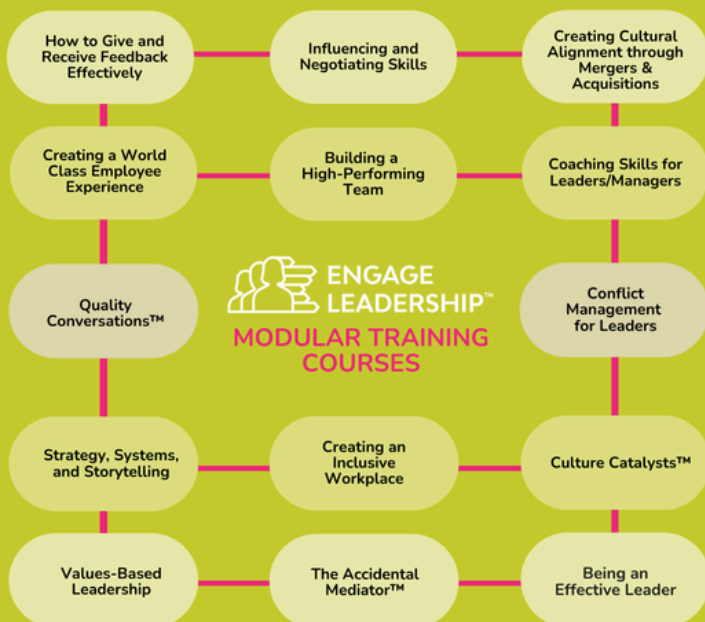 How to Give and
Receive Feedback
Effectively
Influencing and
Negotiating Skills
Creating Cultural
Alignment through
Mergers &
Acquisitions
Creating a World
Class Employee
Experience
Building a
High-Performing
Team
Coaching Skills for
Leaders/Managers
Quality
Conversations™
ENGAGE
LEADERSHIP™
MODULAR TRAINING
COURSES
Conflict
Management
for Leaders
Strategy, Systems,
and Storytelling
Creating an
Inclusive
Workplace
Culture Catalysts™
Values-Based
Leadership
The Accidental
Mediator™
Being an
Effective Leader